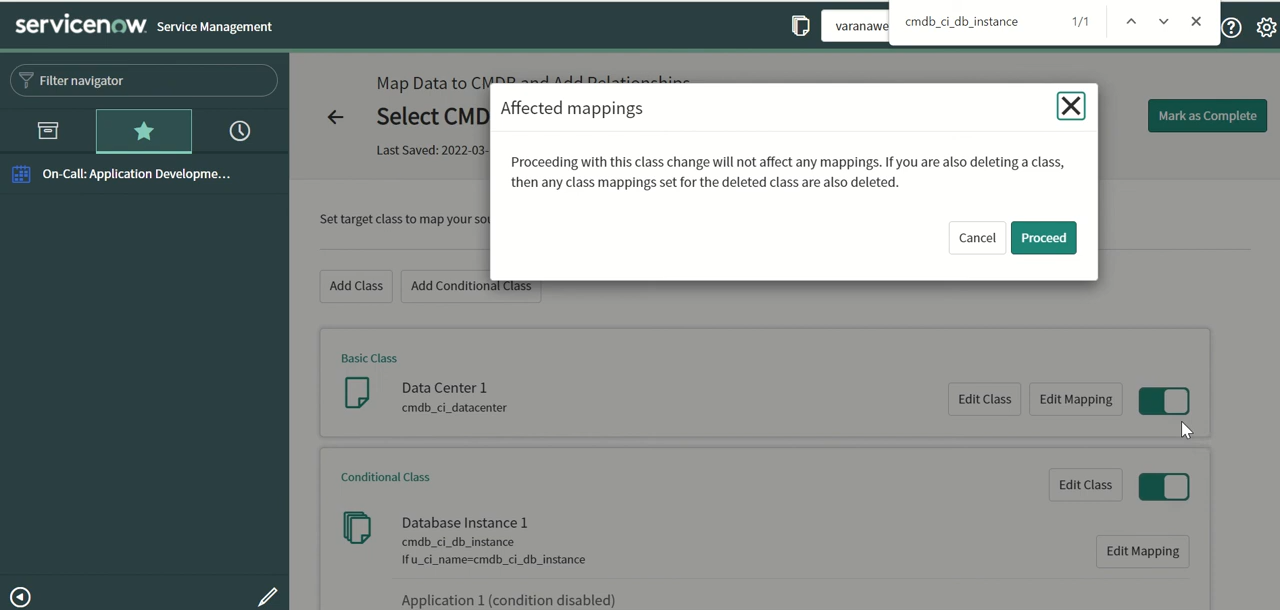 servicenow Service Management
varanawe
cmdb_ci_db_instance 1/1
Filter navigator
On-Call: Application Developme...
Map Data to CMDB and Add Relationships
Select CMD
Last Saved: 2022-03-
Mark as Complete
Affected mappings
Proceeding with this class change will not affect any mappings. If you are also deleting a class,
then any class mappings set for the deleted class are also deleted.
Cancel Proceed
Set target class to map your sou
Add Class Add Conditional Class
Basic Class
Data Center 1
cmdb_ci_datacenter
Edit Class Edit Mapping
Conditional Class
Edit Class
Database Instance 1
cmdb_ci_db_instance
If u_ci_name=cmdb_ci_db_instance
Edit Mapping
Application 1 (condition disabled)